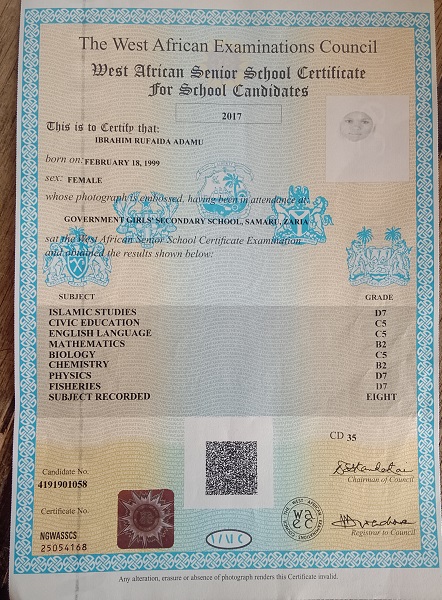 The West African Examinations Council
West African Senior School Certificate
For School Candidates
2017
This is to Certify that:
IBRAHIM RUFAIDA ADAMU
born on: FEBRUARY 18, 1999
sex: FEMALE
whose photograph is embossed, having been in attendance at:
GOVERNMENT GIRLS' SECONDARY SCHOOL, SAMARU, ZARIA
sat the West African Senior School Certificate Examination
and obtained the results shown below:
SUBJECT GRADE
ISLAMIC STUDIES D7
CIVIC EDUCATION C5
ENGLISH LANGUAGE C5
MATHEMATICS B2
BIOLOGY C5
CHEMISTRY B2
PHYSICS D7
FISHERIES D7
SUBJECT RECORDED EIGHT
CD 35
Candidate No.
4191901058
Chairman of Council
Certificate No.
NGWASSCS
25054168
waec
Registrar to Council
Any alteration, erasure or absence of photograph renders this Certificate invalid.